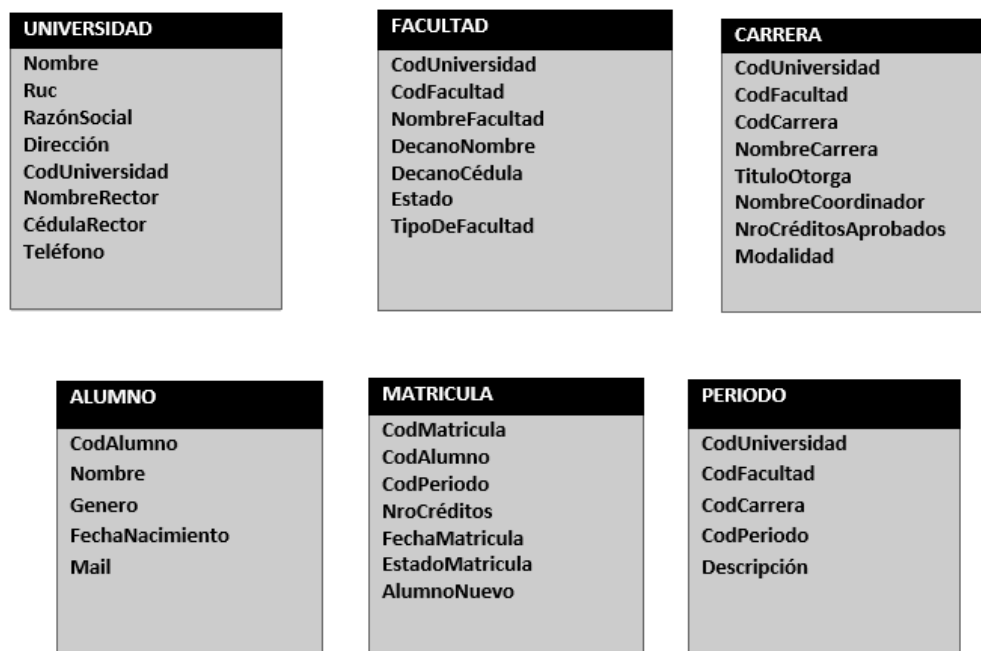 UNIVERSIDAD
Nombre
Ruc
RazónSocial
Dirección
CodUniversidad
NombreRector
CédulaRector
Teléfono
FACULTAD
CodUniversidad
CodFacultad
NombreFacultad
DecanoNombre
DecanoCédula
Estado
TipoDeFacultad
CARRERA
CodUniversidad
CodFacultad
CodCarrera
NombreCarrera
TituloOtorga
NombreCoordinador
NroCréditosAprobados
Modalidad
ALUMNO
CodAlumno
Nombre
Genero
FechaNacimiento
Mail
MATRICULA
CodMatricula
CodAlumno
CodPeriodo
NroCréditos
FechaMatricula
EstadoMatricula
AlumnoNuevo
PERIODO
CodUniversidad
CodFacultad
CodCarrera
CodPeriodo
Descripción